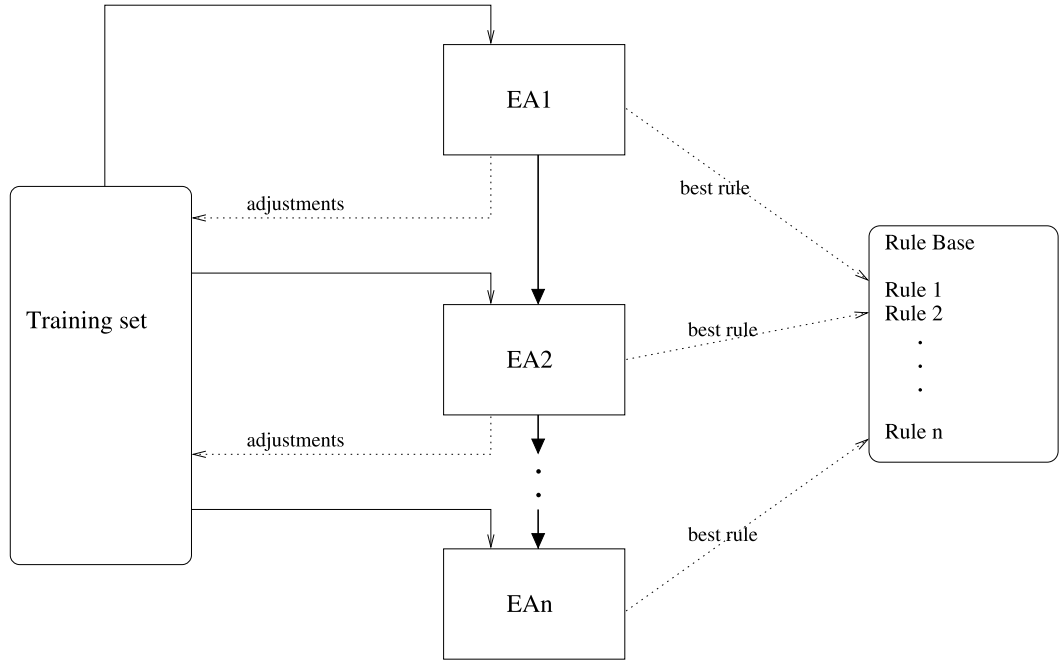 EA1
best rule
adjustments
Rule Base
Rule 1
Rule 2
.
.
.
Rule n
Training set
best rule
EA2
adjustments
.
.
best rule
EAn